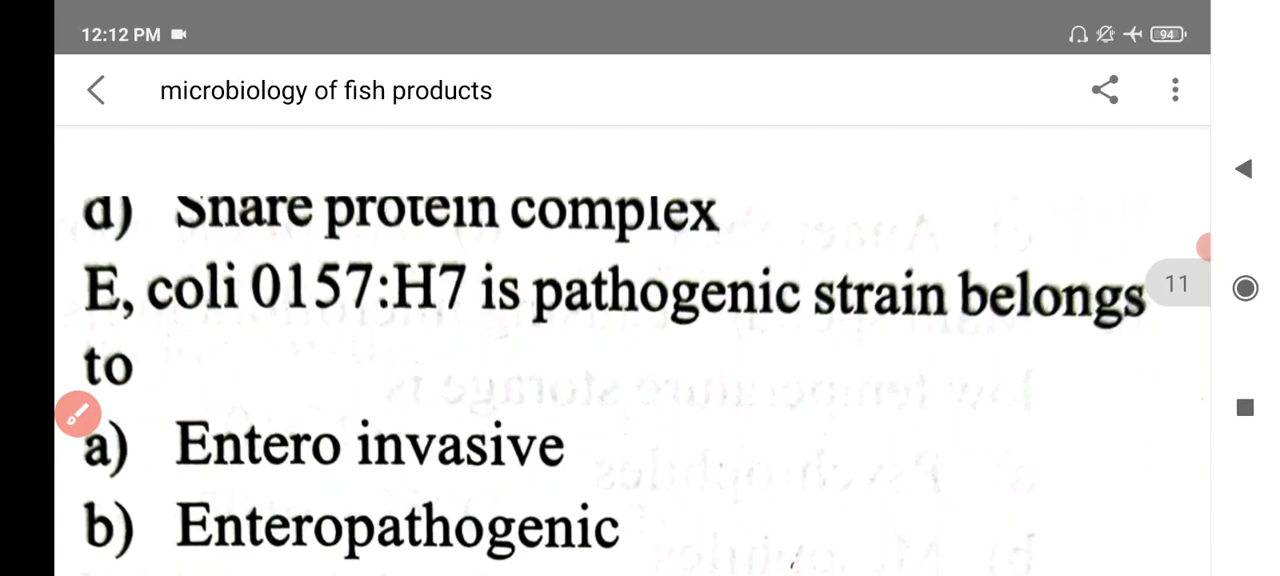 12:12 PM
94
microbiology of fish products
d) Snare protein complex
E, coli 0157:H7 is pathogenic strain belongs
11
to
a) Entero invasive
b) Enteropathogenic